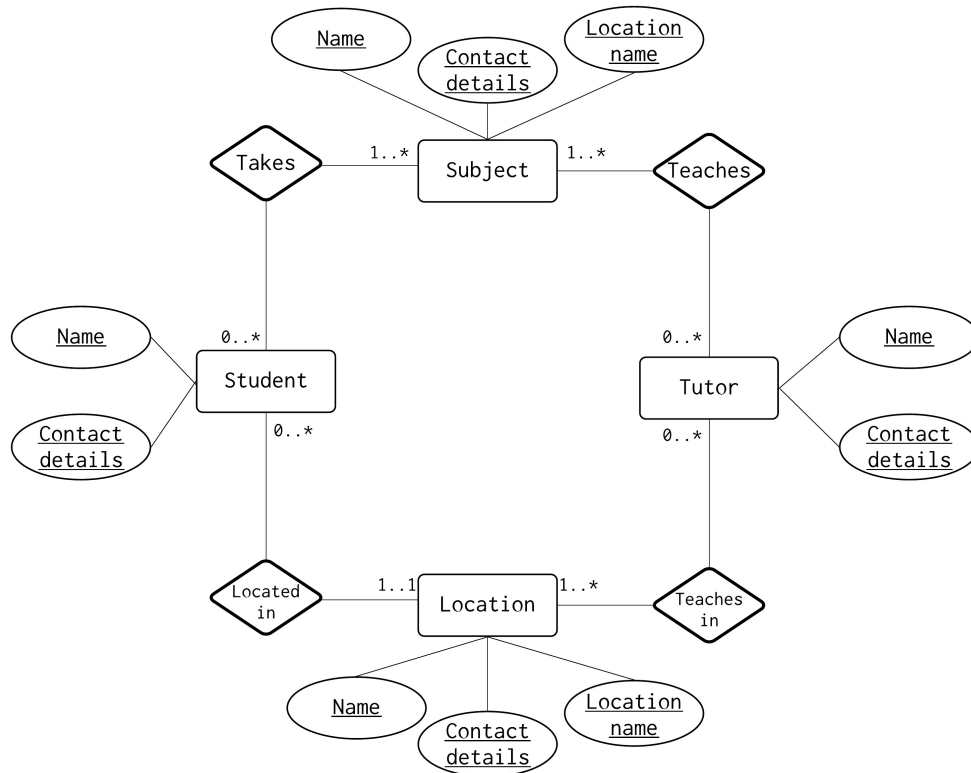 Name
Contact
details
Location
name
Takes
1..*
Subject
1..*
Teaches
0..*
0..*
Name
Contact
details
Student
Tutor
Name
Contact
details
0..*
0..*
Located
in
1..1
Location
1..*
Teaches
in
Name
Contact
details
Location
name